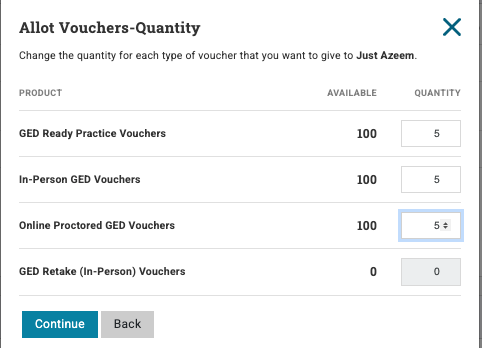 Allot Vouchers-Quantity
Change the quantity for each type of voucher that you want to give to Just Azeem.
PRODUCT AVAILABLE QUANTITY
GED Ready Practice Vouchers 100 5
In-Person GED Vouchers 100 5
Online Proctored GED Vouchers 100 5
GED Retake (In-Person) Vouchers 0 0
Continue Back